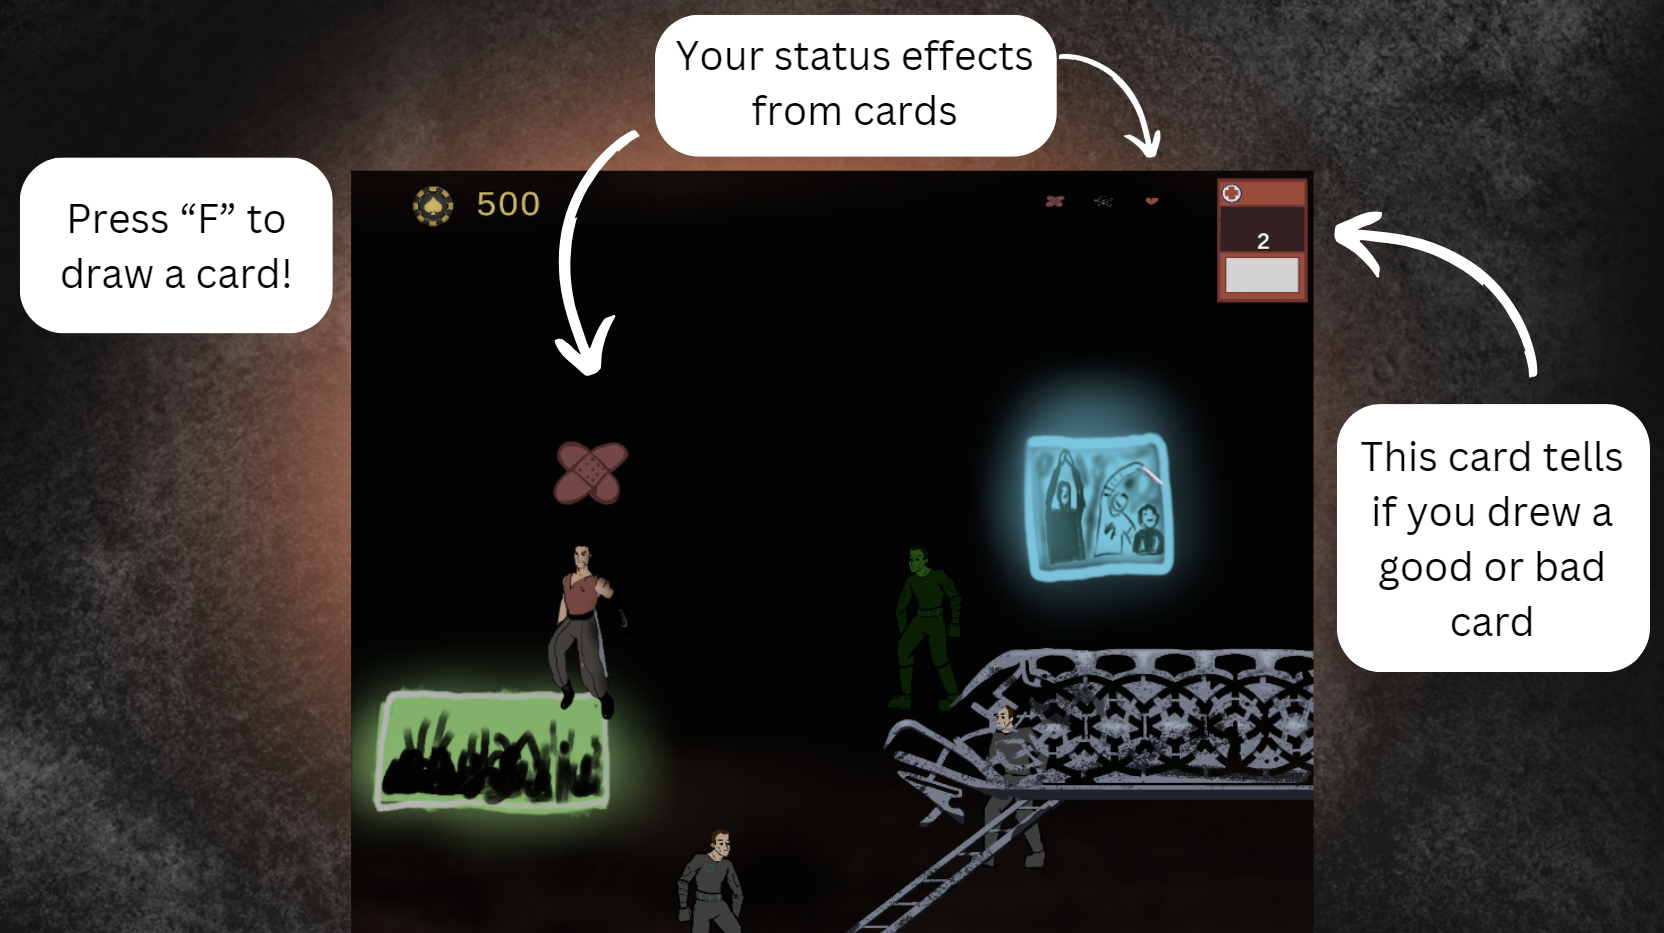 Your status effects
from cards
Press “F” to
draw a card!
500
2
This card tells
if you drew a
good or bad
card